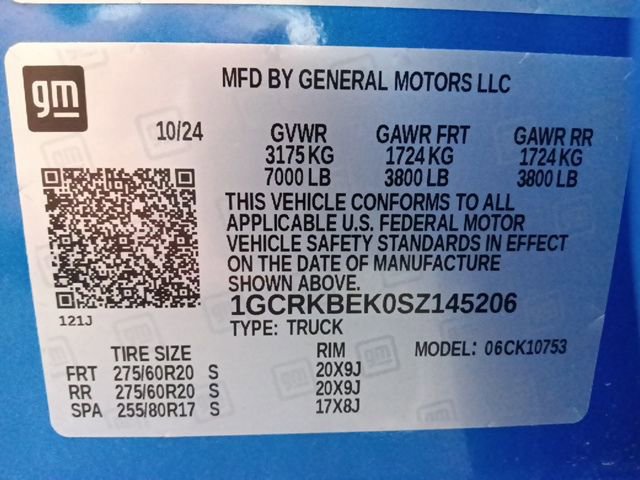 gm
MFD BY GENERAL MOTORS LLC
10/24 GVWR GAWR FRT GAWR RR
3175 KG 1724 KG 1724 KG
7000 LB 3800 LB 3800 LB
THIS VEHICLE CONFORMS TO ALL
APPLICABLE U.S. FEDERAL MOTOR
VEHICLE SAFETY STANDARDS IN EFFECT
ON THE DATE OF MANUFACTURE
SHOWN ABOVE.
1GCRKBEK0SZ145206
121J
TYPE: TRUCK
TIRE SIZE RIM MODEL: 06CK10753
FRT 275/60R20 S 20X9J
RR 275/60R20 S 20X9J
SPA 255/80R17 S 17X8J